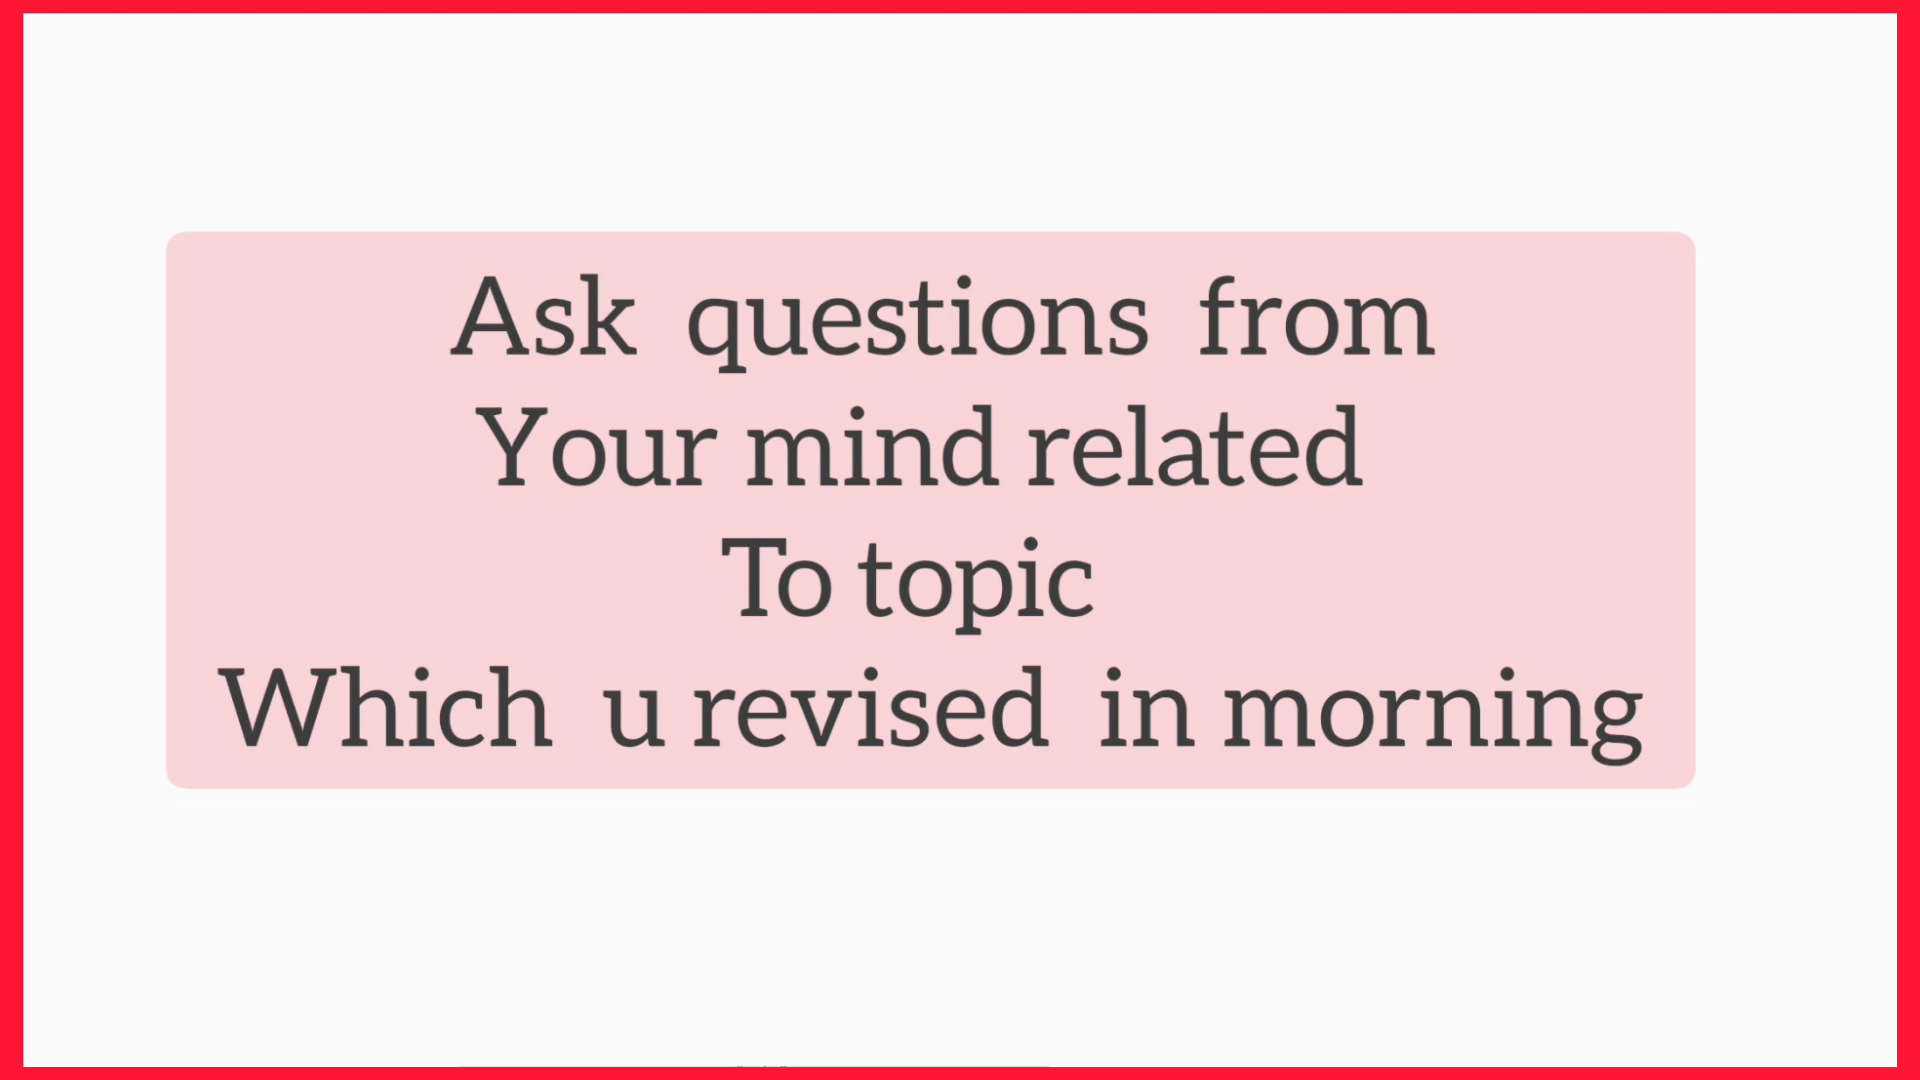 Ask questions from
Your mind related
To topic
Which u revised in morning